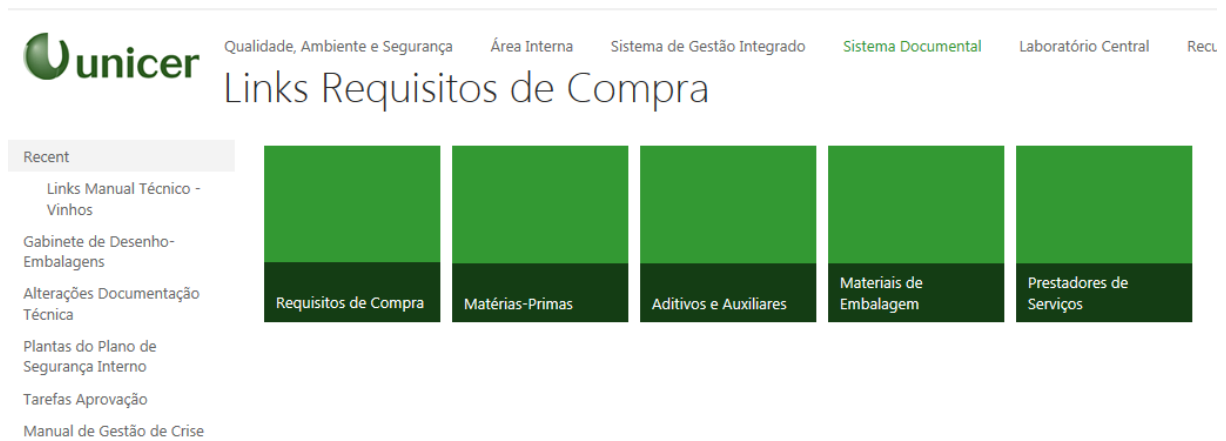 unicer
Qualidade, Ambiente e Segurança Área Interna Sistema de Gestão Integrado Sistema Documental Laboratório Central Recu
Links Requisitos de Compra
Recent
Links Manual Técnico -
Vinhos
Gabinete de Desenho-
Embalagens
Alterações Documentação
Técnica
Plantas do Plano de
Segurança Interno
Tarefas Aprovação
Manual de Gestão de Crise
Requisitos de Compra
Matérias-Primas
Aditivos e Auxiliares
Materiais de
Embalagem
Prestadores de
Serviços